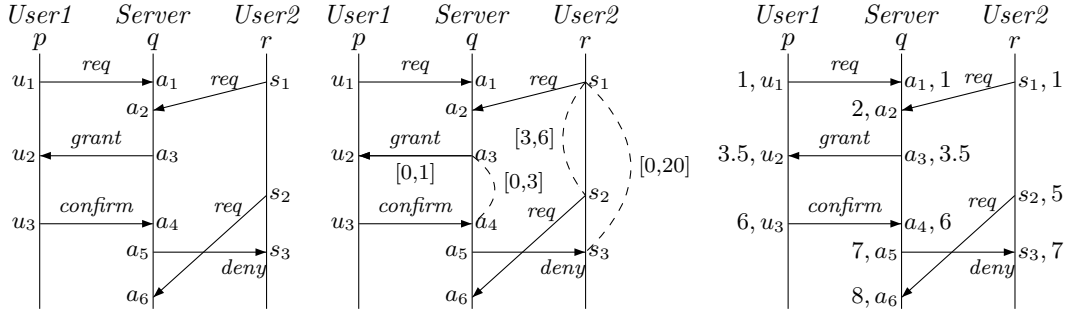 User1 Server User2 User1 Server User2 User1 Server User2
p q r p q r p q r
u1 req a1 s1 u1 req a1 s1 1, u1 req a1, 1 s1, 1
a2 req a2 req 2, a2 req
u2 grant a3 u2 grant a3 [3,6] [0,20] 3.5, u2 grant a3, 3.5
[0,1] [0,3]
s2 s2 s2, 5
u3 confirm a4 req u3 confirm a4 req 6, u3 confirm a4, 6 req
a5 s3 a5 s3 7, a5 s3, 7
deny deny deny
a6 a6 8, a6